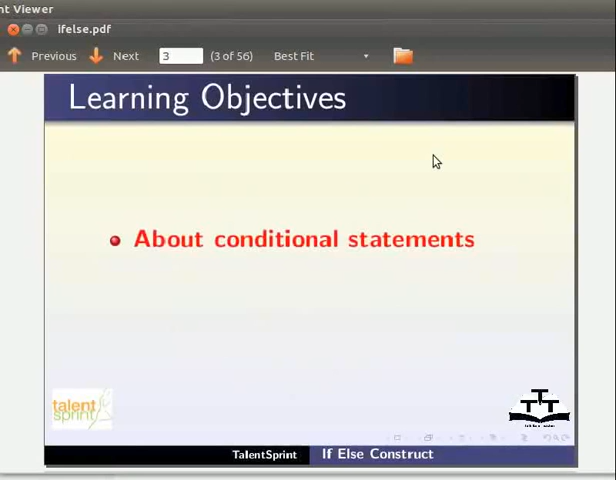 nt Viewer
ifelse.pdf
Previous Next 3 (3 of 56) Best Fit
Learning Objectives
About conditional statements
talent
sprint
TTT
TalentSprint If Else Construct